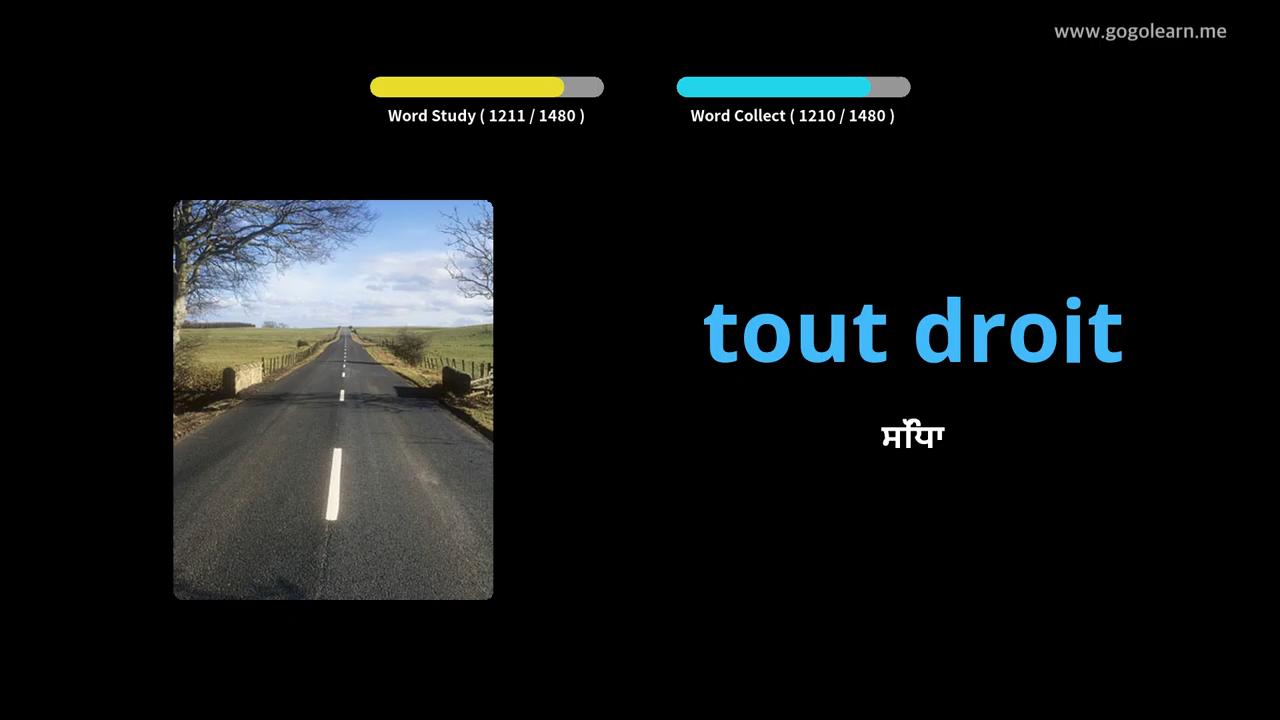 www.gogolearn.me
Word Study ( 1211 / 1480 )
Word Collect ( 1210 / 1480 )
tout droit
ਸਿੱਧਾ